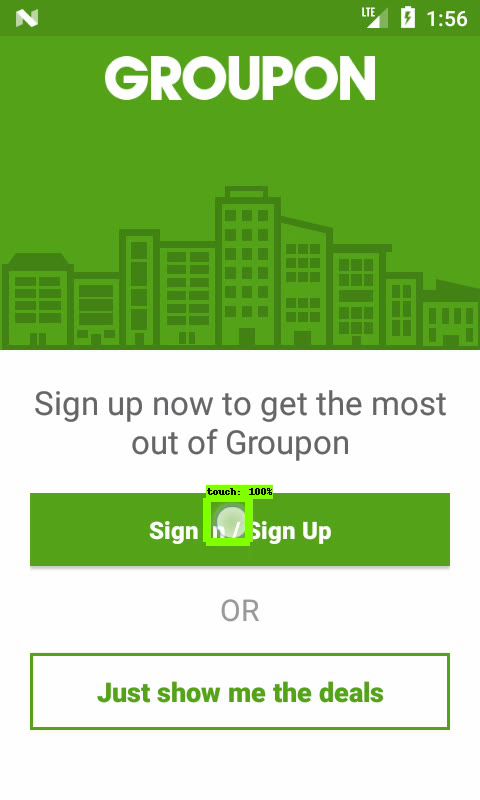 LTE 1:56
GROUPON
Sign up now to get the most
out of Groupon
touch: 100%
Sign In / Sign Up
OR
Just show me the deals